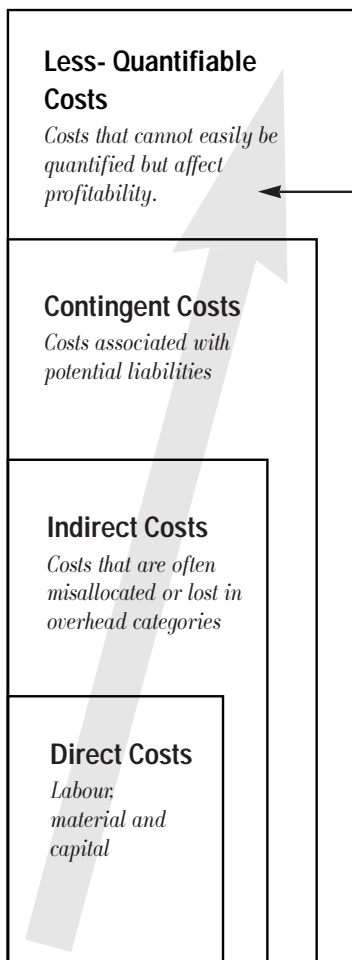 Less- Quantifiable
Costs
Costs that cannot easily be
quantified but affect
profitability.
Contingent Costs
Costs associated with
potential liabilities
Indirect Costs
Costs that are often
misallocated or lost in
overhead categories
Direct Costs
Labour,
material and
capital